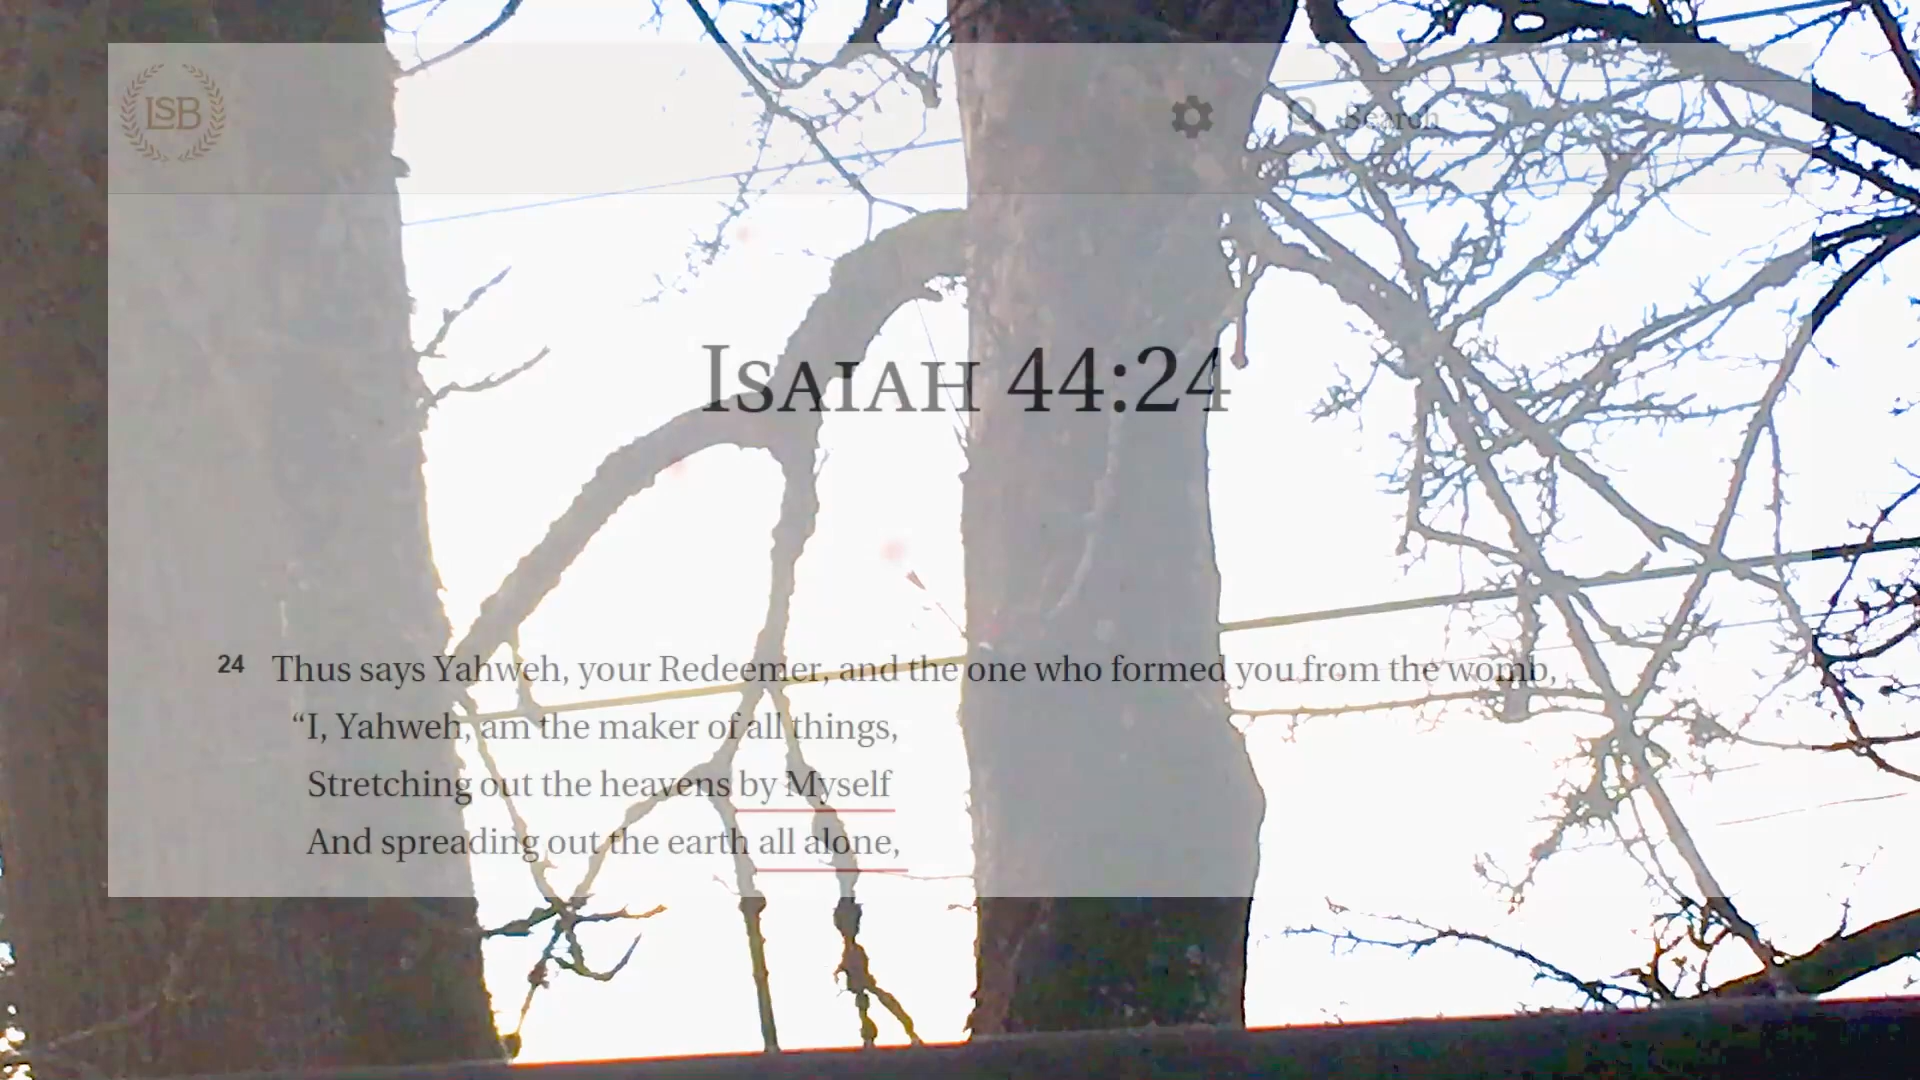 LSB
Search
Isaiah 44:24
24 Thus says Yahweh, your Redeemer, and the one who formed you from the womb,
“I, Yahweh, am the maker of all things,
Stretching out the heavens by Myself
And spreading out the earth all alone,